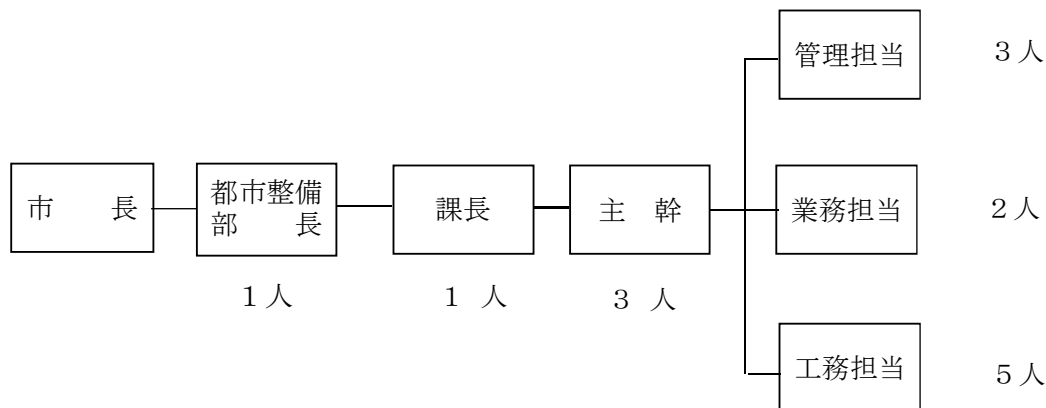 管理担当 3人
市　長
都市整備
部　長
課長
主　幹
業務担当 2人
1人
1 人
3 人
工務担当 5人